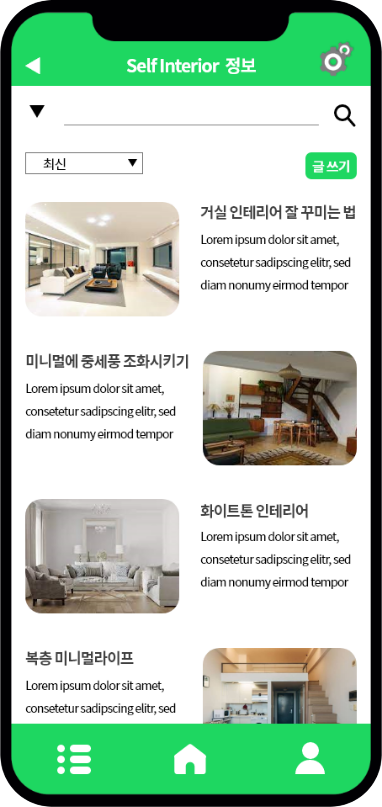 Self Interior 정보
최신
글 쓰기
거실 인테리어 잘 꾸미는 법
Lorem ipsum dolor sit amet,
consetetur sadipscing elitr, sed
diam nonumy eirmod tempor
미니멀에 중세풍 조화시키기
Lorem ipsum dolor sit amet,
consetetur sadipscing elitr, sed
diam nonumy eirmod tempor
화이트톤 인테리어
Lorem ipsum dolor sit amet,
consetetur sadipscing elitr, sed
diam nonumy eirmod tempor
복층 미니멀라이프
Lorem ipsum dolor sit amet,
consetetur sadipscing elitr, sed